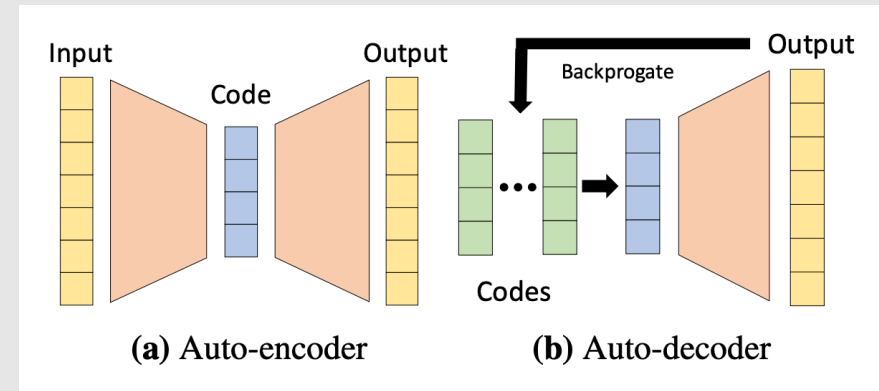 Input
Code
Output
(a) Auto-encoder
Output
Backprogate
Codes
(b) Auto-decoder